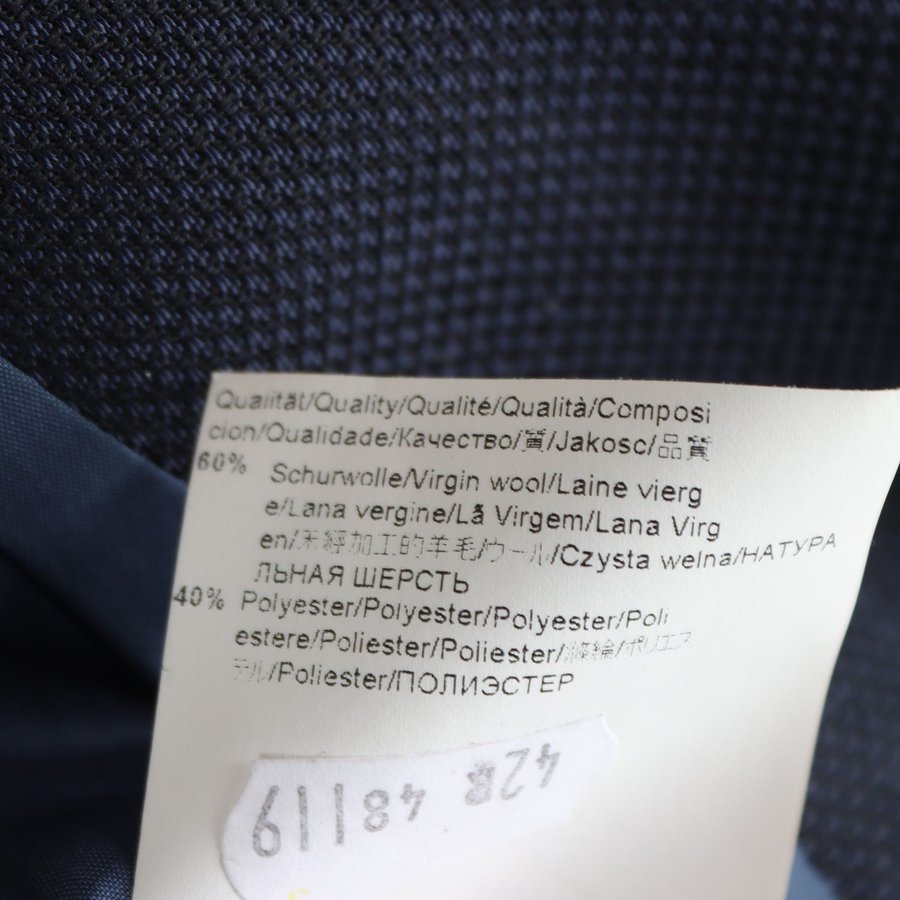 Qualität/Quality/Qualité/Qualità/Composi
cion/Qualidade/Качество/質/Jakosc/品質
60% Schurwolle/Virgin wool/Laine vierg
e/Lana vergine/Lã Virgem/Lana Virg
en/未經加工的羊毛/ウール/Czysta welna/НАТУРА
ЛЬНАЯ ШЕРСТЬ
40% Polyester/Polyester/Polyester/Poli
estere/Poliester/Poliester/滌綸/ポリエス
テル/Poliester/ПОЛИЭСТЕР
42R 48119